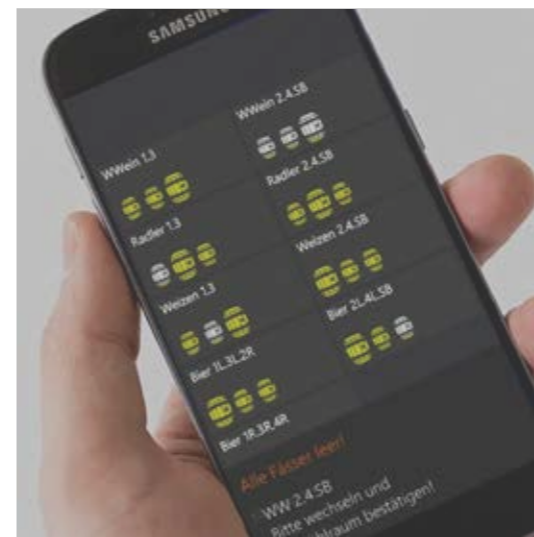 SAMSUNG
WWein 1,3
WWein 2.4.SB
Radler 1.3
Radler 2.4.SB
Weizen 1,3
Weizen 2.4.SB
Bier 1L.3L.2R
Bier 2L.4L.SB
Bier 1R.3R.4R
Alle Fässer leer!
WW 2.4.SB
Bitte wechseln und
bestätigen!